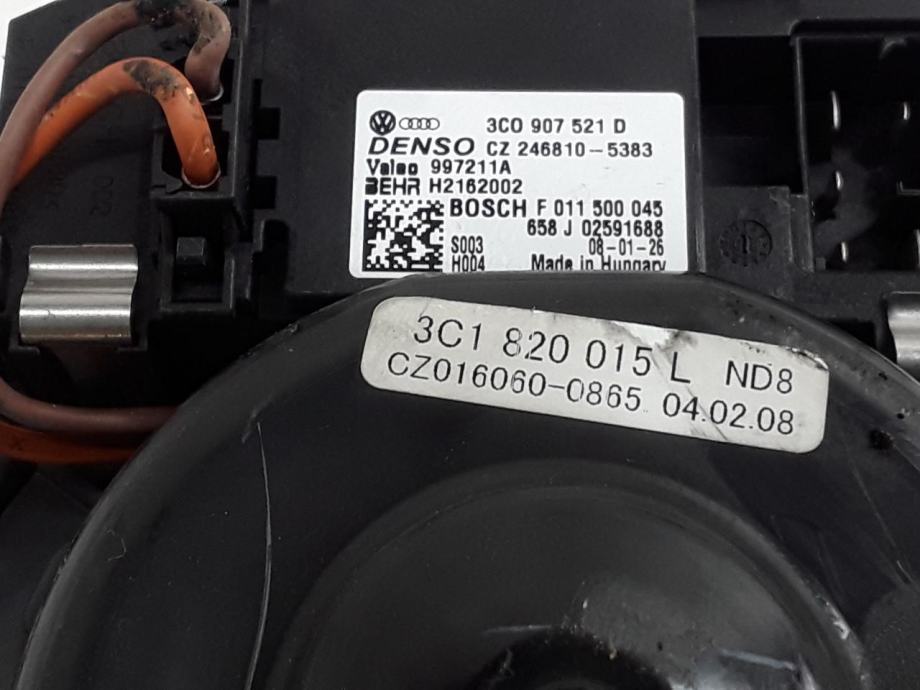 3C0 907 521 D
DENSO CZ 246810-5383
Valeo 997211A
BEHR H2162002
BOSCH F 011 500 045
658 J 02591688
S003 08-01-26
H004 Made in Hungary
3C1 820 015 L ND8
CZ016060-0865 04.02.08